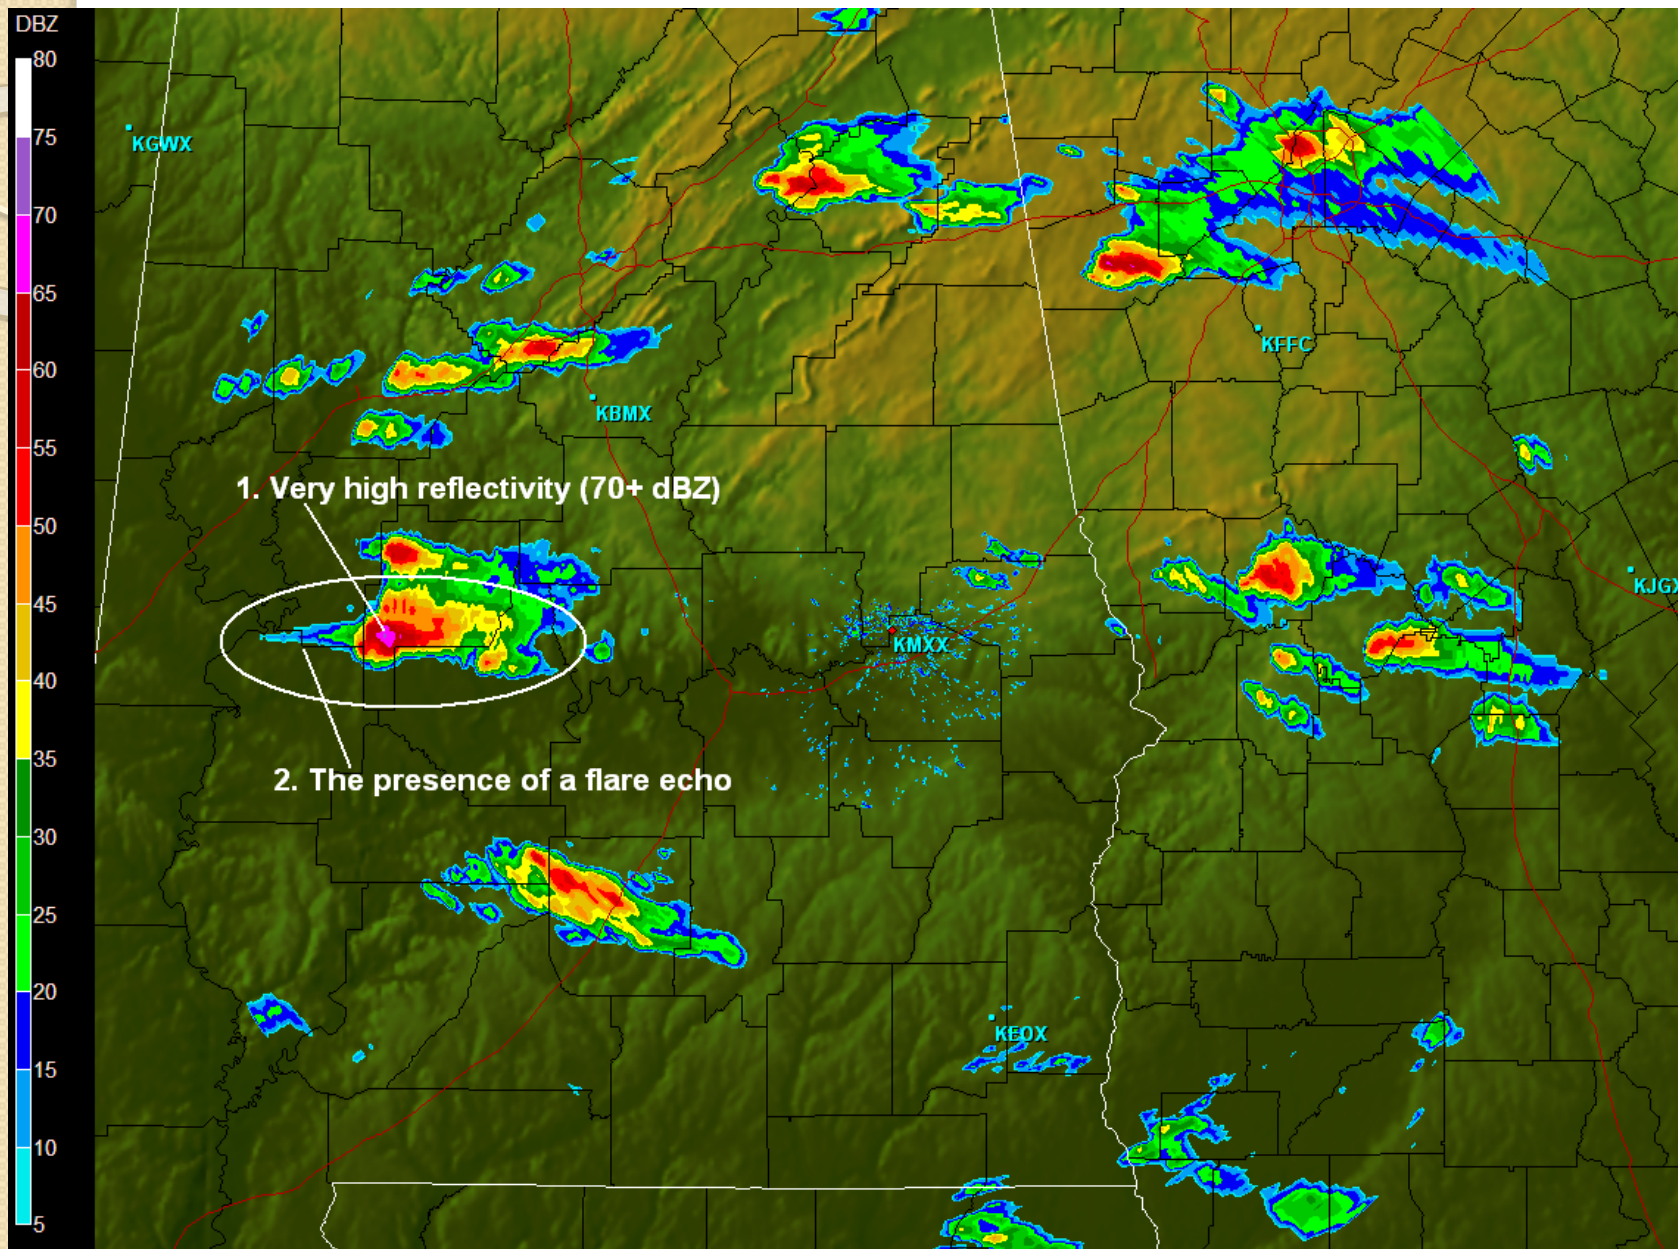 DBZ
80
75
70
65
60
55
50
45
40
35
30
25
20
15
10
5
KGWX
KFFC
KBMX
1. Very high reflectivity (70+ dBZ)
KJGX
KMXX
2. The presence of a flare echo
KEOX